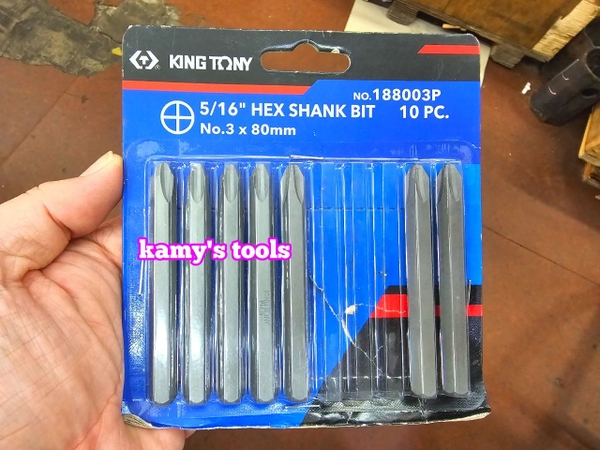 KING TONY
NO.188003P
5/16" HEX SHANK BIT 10 PC.
No.3 x 80mm
kamy's tools